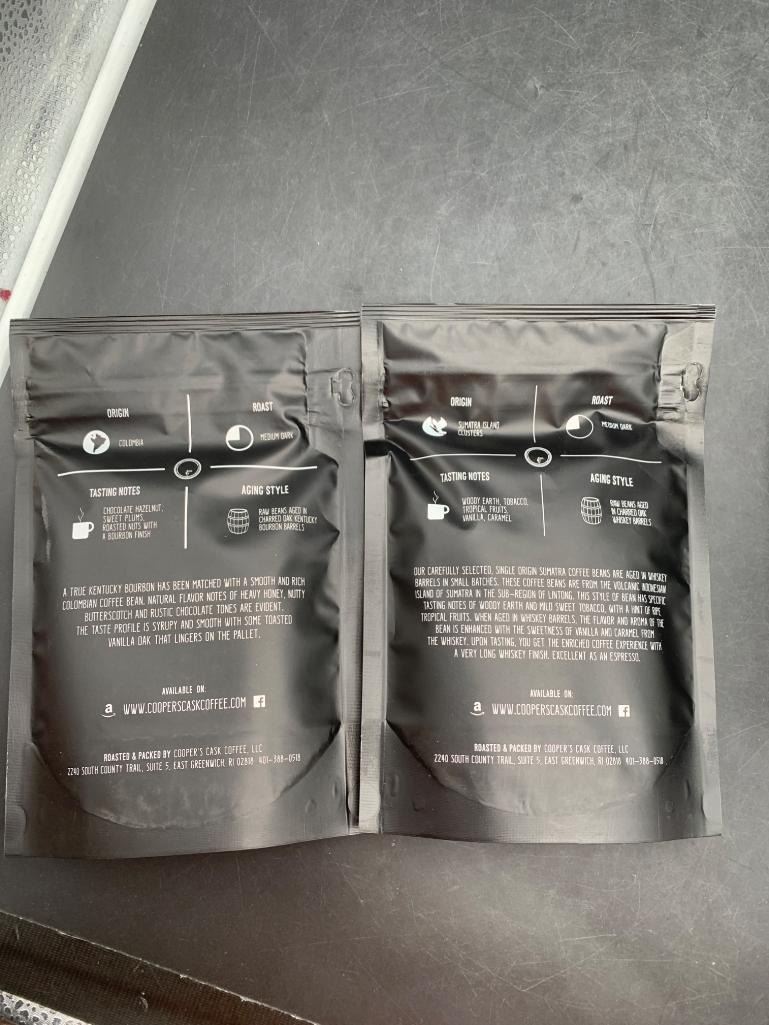 ORIGIN
COLOMBIA
ROAST
MEDIUM DARK
TASTING NOTES
CHOCOLATE HAZELNUT,
SWEET PLUMS,
ROASTED NUTS WITH
A BOURBON FINISH
AGING STYLE
RAW BEANS AGED
IN CHARRED OAK KENTUCKY
BOURBON BARRELS
A TRUE KENTUCKY BOURBON HAS BEEN MATCHED WITH A SMOOTH AND RICH
COLOMBIAN COFFEE BEAN. NATURAL FLAVOR NOTES OF HEAVY HONEY, NUTTY
BUTTERSCOTCH AND RUSTIC CHOCOLATE TONES ARE EVIDENT.
THE TASTE PROFILE IS SYRUPY AND SMOOTH WITH SOME TOASTED
VANILLA OAK THAT LINGERS ON THE PALLET.
AVAILABLE ON:
a WWW.COOPERSCASKCOFFEE.COM f
ROASTED & PACKED BY COOPER'S CASK COFFEE, LLC
2240 SOUTH COUNTY TRAIL, SUITE 5, EAST GREENWICH, RI 02818 401-388-0518
ORIGIN
SUMATRA ISLAND
CLUSTERS
ROAST
MEDIUM DARK
TASTING NOTES
WOODY EARTH, TOBACCO,
TROPICAL FRUITS,
VANILLA, CARAMEL
AGING STYLE
RAW BEANS AGED
IN CHARRED OAK
WHISKEY BARRELS
OUR CAREFULLY SELECTED, SINGLE ORIGIN SUMATRA COFFEE BEANS ARE AGED IN WHISKEY
BARRELS IN SMALL BATCHES. THESE COFFEE BEANS ARE FROM THE VOLCANIC INDONESIAN
ISLAND OF SUMATRA IN THE SUB-REGION OF LINTONG. THIS STYLE OF BEAN HAS SPECIFIC
TASTING NOTES OF WOODY EARTH AND MILD SWEET TOBACCO, WITH A HINT OF RIPE
TROPICAL FRUITS. WHEN AGED IN WHISKEY BARRELS, THE FLAVOR AND AROMA OF THE
BEAN IS ENHANCED WITH THE SWEETNESS OF VANILLA AND CARAMEL FROM
THE WHISKEY. UPON TASTING, YOU GET THE ENRICHED COFFEE EXPERIENCE WITH
A VERY LONG WHISKEY FINISH. EXCELLENT AS AN ESPRESSO.
AVAILABLE ON:
a WWW.COOPERSCASKCOFFEE.COM f
ROASTED & PACKED BY COOPER'S CASK COFFEE, LLC
2240 SOUTH COUNTY TRAIL, SUITE 5, EAST GREENWICH, RI 02818 401-388-0518